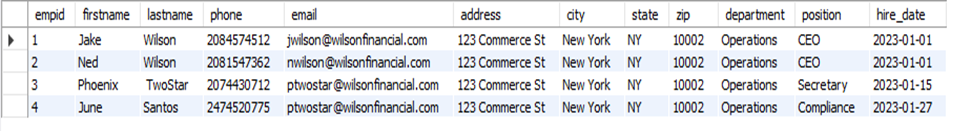 empid firstname lastname phone email address city state zip department position hire_date
1 Jake Wilson 2084574512 jwilson@wilsonfinancial.com 123 Commerce St New York NY 10002 Operations CEO 2023-01-01
2 Ned Wilson 2081547362 nwilson@wilsonfinancial.com 123 Commerce St New York NY 10002 Operations CEO 2023-01-01
3 Phoenix TwoStar 2074430712 ptwostar@wilsonfinancial.com 123 Commerce St New York NY 10002 Operations Secretary 2023-01-15
4 June Santos 2474520775 ptwostar@wilsonfinancial.com 123 Commerce St New York NY 10002 Operations Compliance 2023-01-27